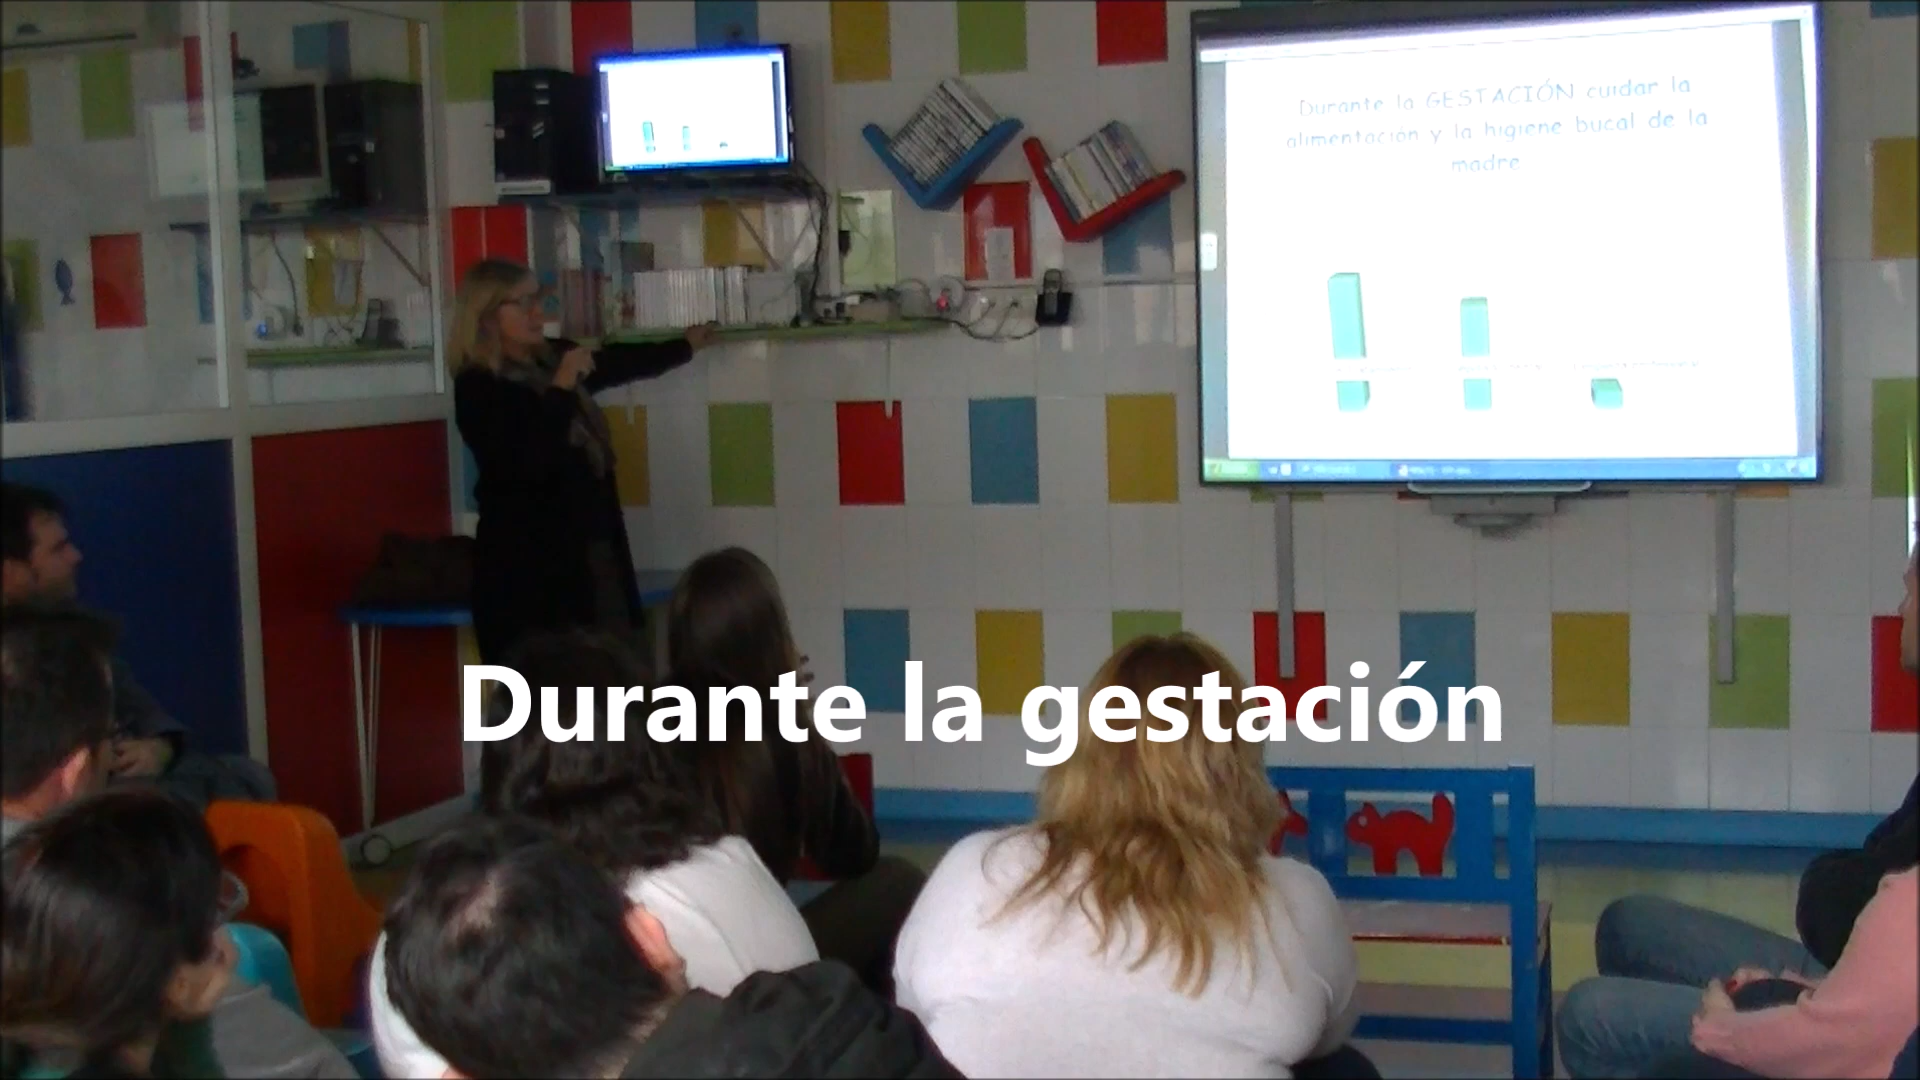 Durante la GESTACIÓN cuidar la
alimentación y la higiene bucal de la
madre
Durante la gestación